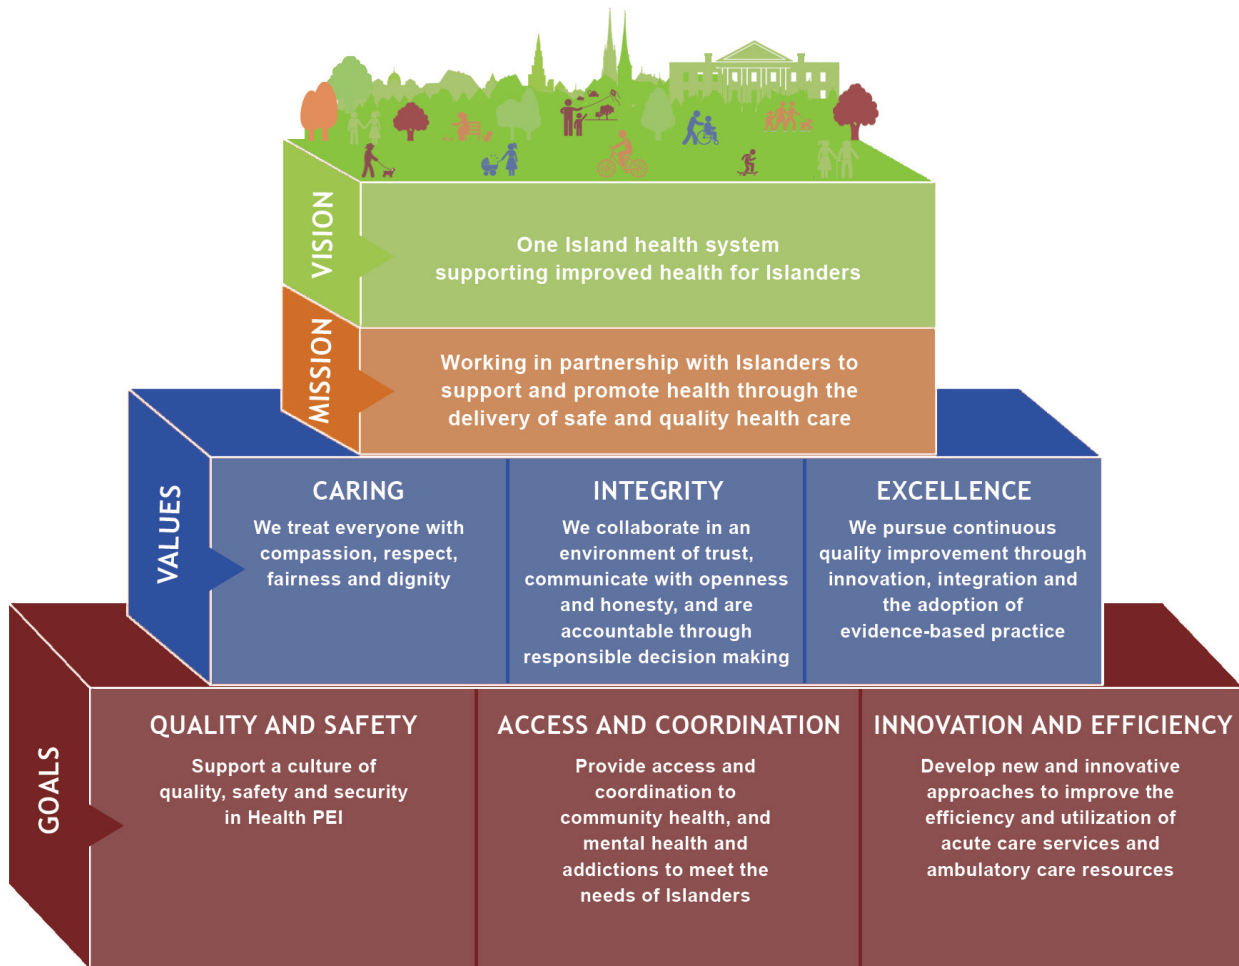 VISION
One Island health system
supporting improved health for Islanders
MISSION
Working in partnership with Islanders to
support and promote health through the
delivery of safe and quality health care
VALUES
CARING
We treat everyone with
compassion, respect,
fairness and dignity
INTEGRITY
We collaborate in an
environment of trust,
communicate with openness
and honesty, and are
accountable through
responsible decision making
EXCELLENCE
We pursue continuous
quality improvement through
innovation, integration and
the adoption of
evidence-based practice
GOALS
QUALITY AND SAFETY
Support a culture of
quality, safety and security
in Health PEI
ACCESS AND COORDINATION
Provide access and
coordination to
community health, and
mental health and
addictions to meet the
needs of Islanders
INNOVATION AND EFFICIENCY
Develop new and innovative
approaches to improve the
efficiency and utilization of
acute care services and
ambulatory care resources